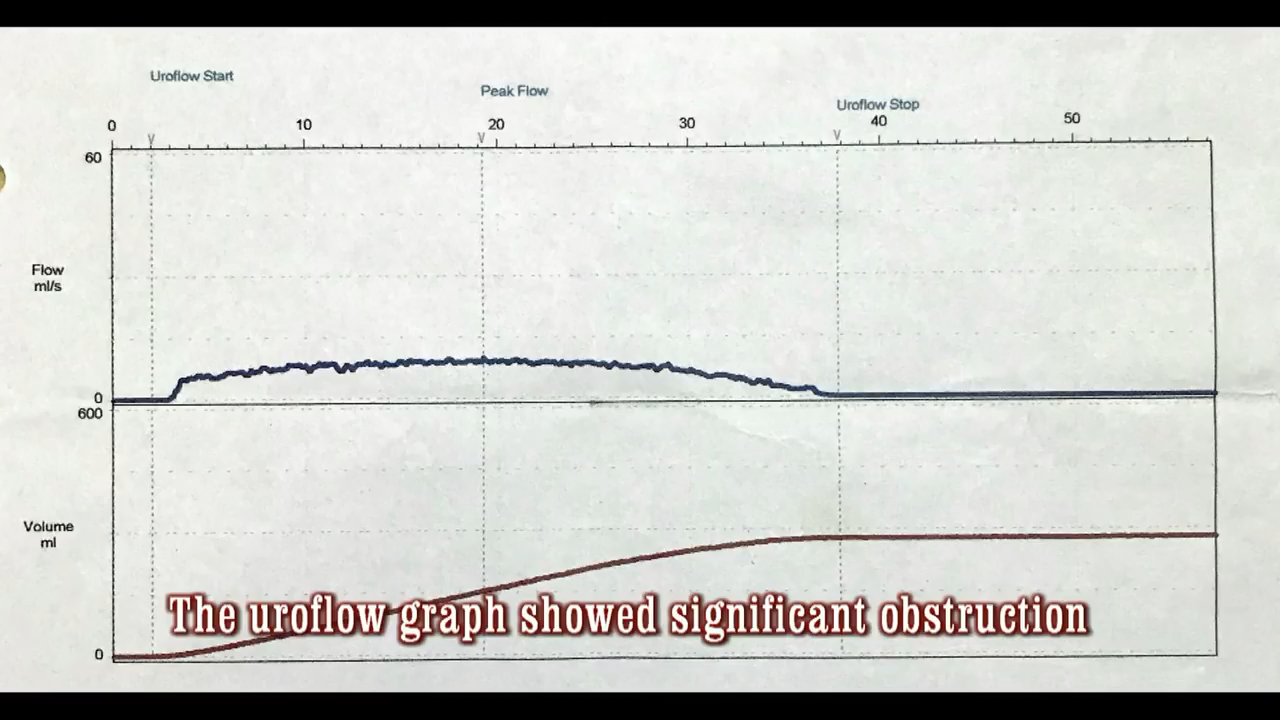 Uroflow Start
Peak Flow
Uroflow Stop
0 10 20 30 40 50
V V V
60
Flow
ml/s
0
600
Volume
ml
0
The uroflow graph showed significant obstruction